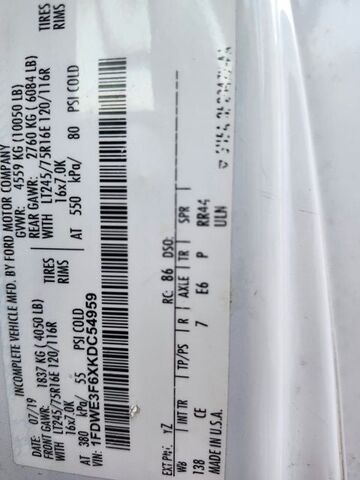 INCOMPLETE VEHICLE MFD. BY FORD MOTOR COMPANY
07/19 GVWR: 4559 KG (10050 LB)
FRONT GAWR: 1837 KG (4050 LB) REAR GAWR: 2760 KG (6084 LB)
WITH LT245/75R16E 120/116R TIRES WITH LT245/75R16E 120/116R TIRES
16x7.0K RIMS 16x7.0K RIMS
AT 380 kPa/ 55 PSI COLD AT 550 kPa/ 80 PSI COLD
1FDWE3F6XKDC54959
EXT PNT: YZ RC: 86 DSO:
WB INT TR TP/PS R AXLE TR SPR
138 CE 7 E6 P RR44
MADE IN U.S.A. ULN